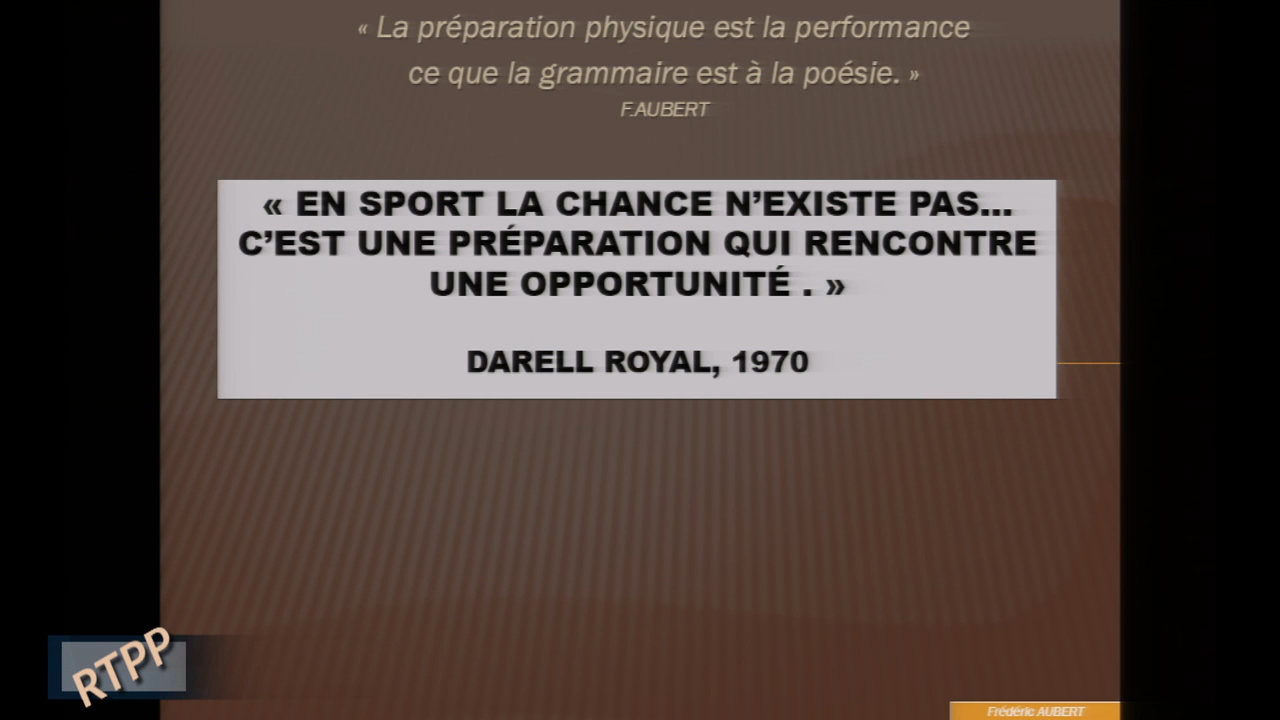 « La préparation physique est la performance
ce que la grammaire est à la poésie. »
F.AUBERT
« EN SPORT LA CHANCE N’EXISTE PAS…
C’EST UNE PRÉPARATION QUI RENCONTRE
UNE OPPORTUNITÉ . »
DARELL ROYAL, 1970
RTPP
Frédéric AUBERT